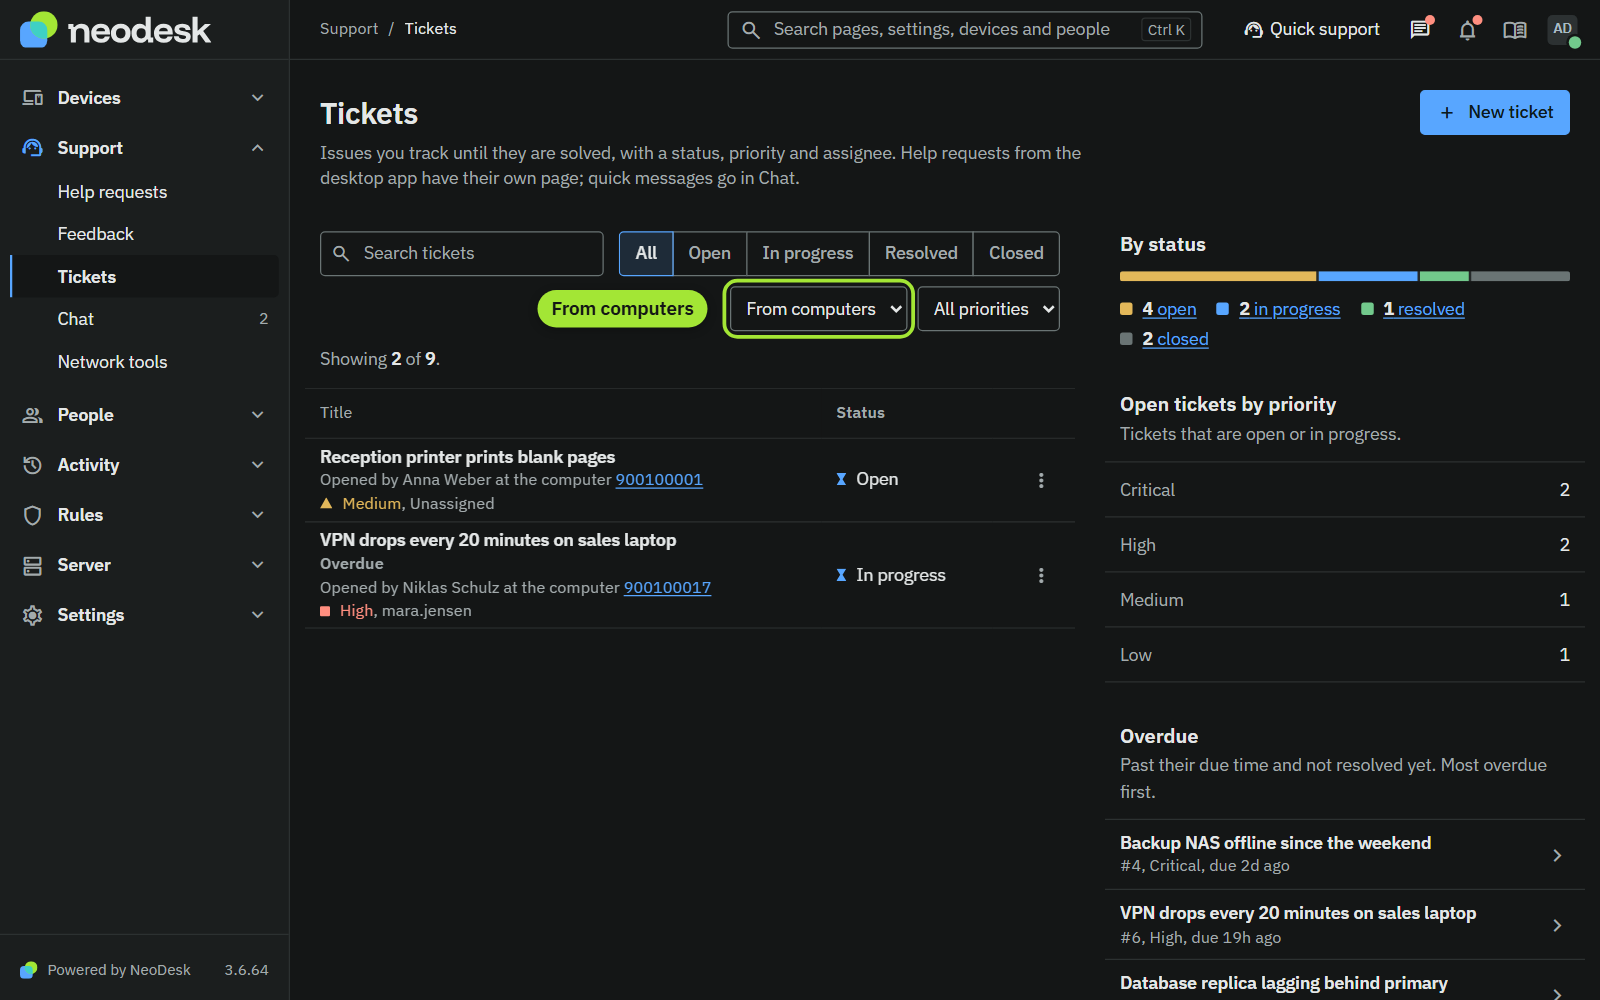 neodesk
Support / Tickets
Search pages, settings, devices and people
Ctrl K
Quick support
AD
Devices
Support
Help requests
Feedback
Tickets
Chat 2
Network tools
People
Activity
Rules
Server
Settings
Powered by NeoDesk 3.6.64
Tickets
Issues you track until they are solved, with a status, priority and assignee. Help requests from the
desktop app have their own page; quick messages go in Chat.
+ New ticket
Search tickets
All Open In progress Resolved Closed
From computers
From computers
All priorities
Showing 2 of 9.
Title Status
Reception printer prints blank pages
Opened by Anna Weber at the computer 900100001
Medium, Unassigned
Open
VPN drops every 20 minutes on sales laptop
Overdue
Opened by Niklas Schulz at the computer 900100017
High, mara.jensen
In progress
By status
4 open 2 in progress 1 resolved
2 closed
Open tickets by priority
Tickets that are open or in progress.
Critical 2
High 2
Medium 1
Low 1
Overdue
Past their due time and not resolved yet. Most overdue
first.
Backup NAS offline since the weekend
#4, Critical, due 2d ago
VPN drops every 20 minutes on sales laptop
#6, High, due 19h ago
Database replica lagging behind primary